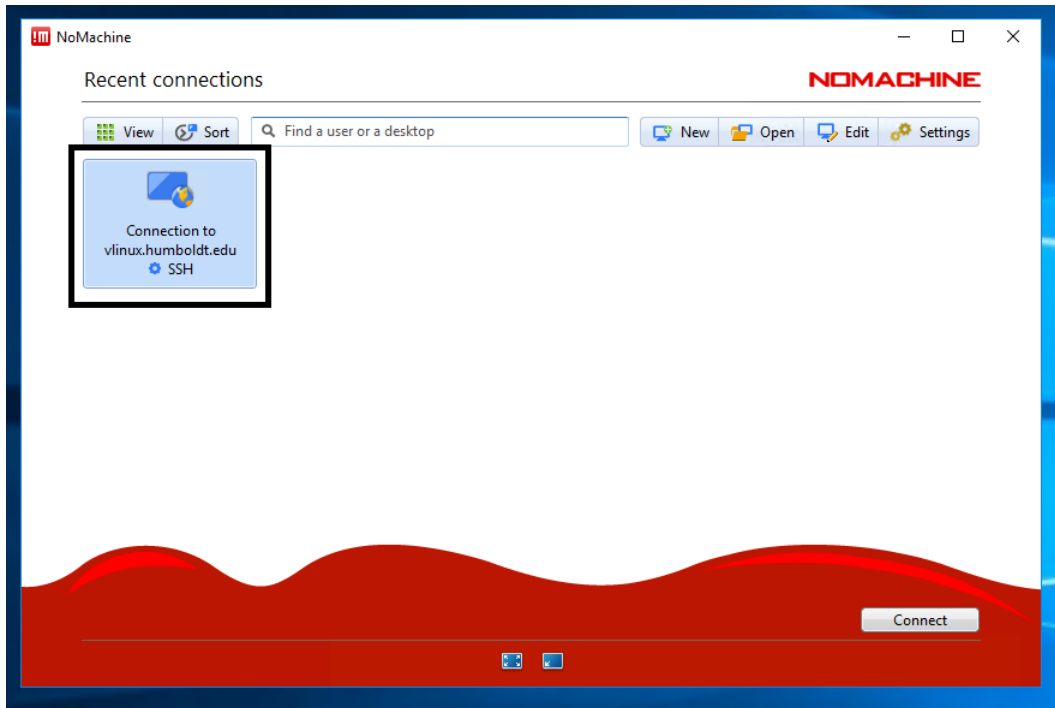 NoMachine
Recent connections
NOMACHINE
View Sort Find a user or a desktop New Open Edit Settings
Connection to
vlinux.humboldt.edu
SSH
Connect